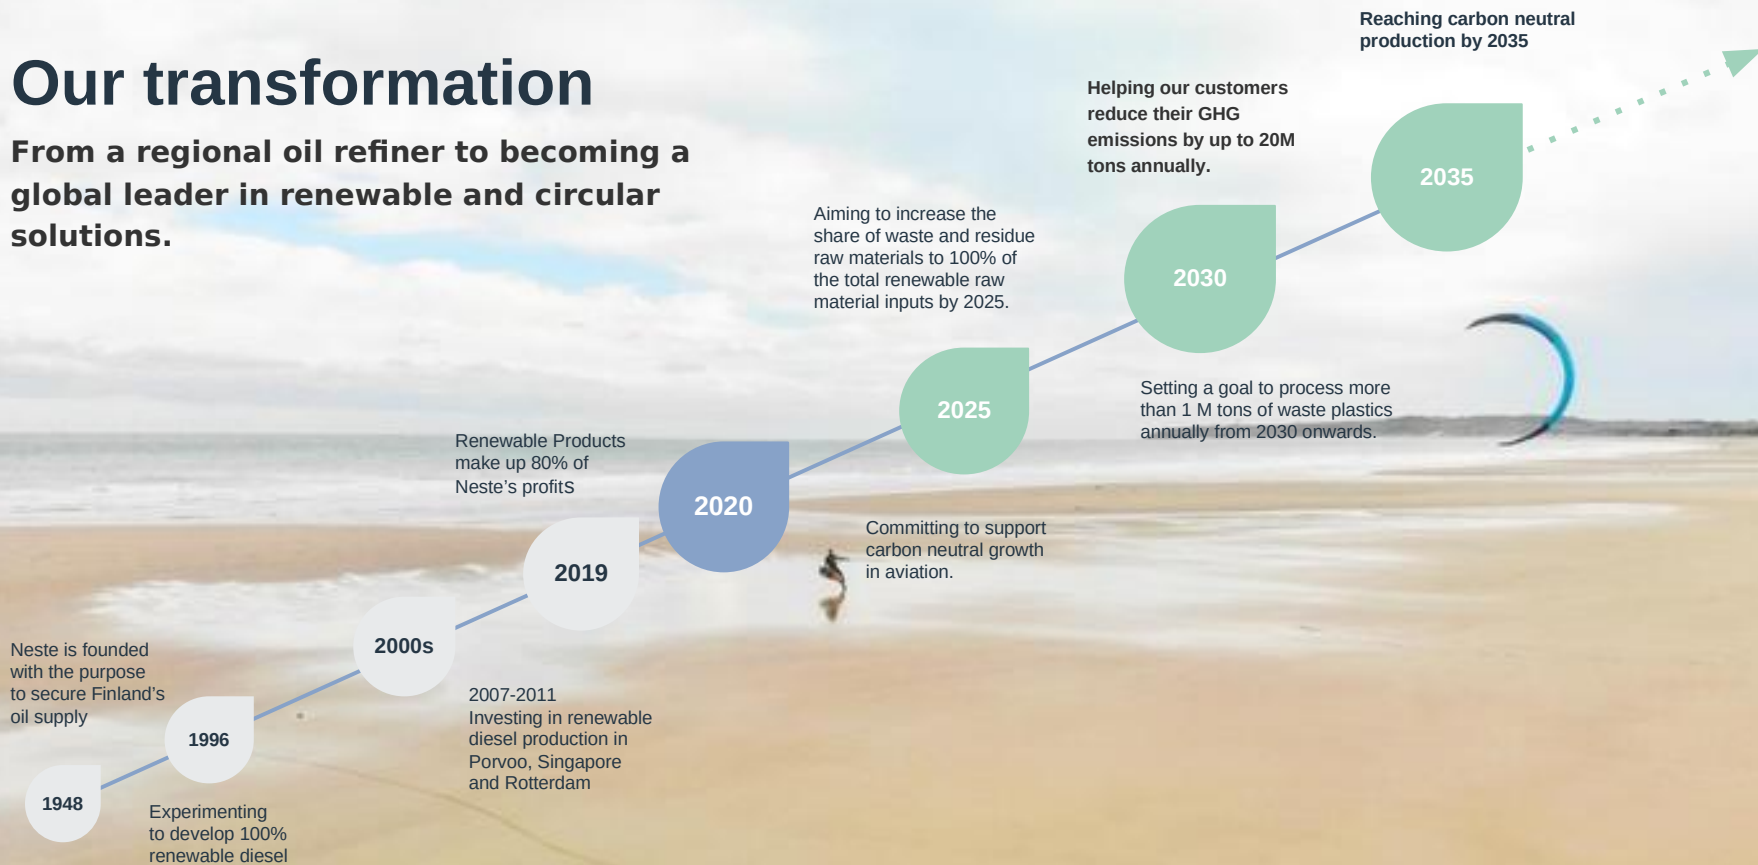 Our transformation
From a regional oil refiner to becoming a
global leader in renewable and circular
solutions.
Reaching carbon neutral
production by 2035
Helping our customers
reduce their GHG
emissions by up to 20M
tons annually.
2035
Aiming to increase the
share of waste and residue
raw materials to 100% of
the total renewable raw
material inputs by 2025.
2030
Setting a goal to process more
than 1 M tons of waste plastics
annually from 2030 onwards.
2025
Renewable Products
make up 80% of
Neste’s profits
2020
Committing to support
carbon neutral growth
in aviation.
2019
2000s
Neste is founded
with the purpose
to secure Finland’s
oil supply
2007-2011
Investing in renewable
diesel production in
Porvoo, Singapore
and Rotterdam
1996
1948
Experimenting
to develop 100%
renewable diesel